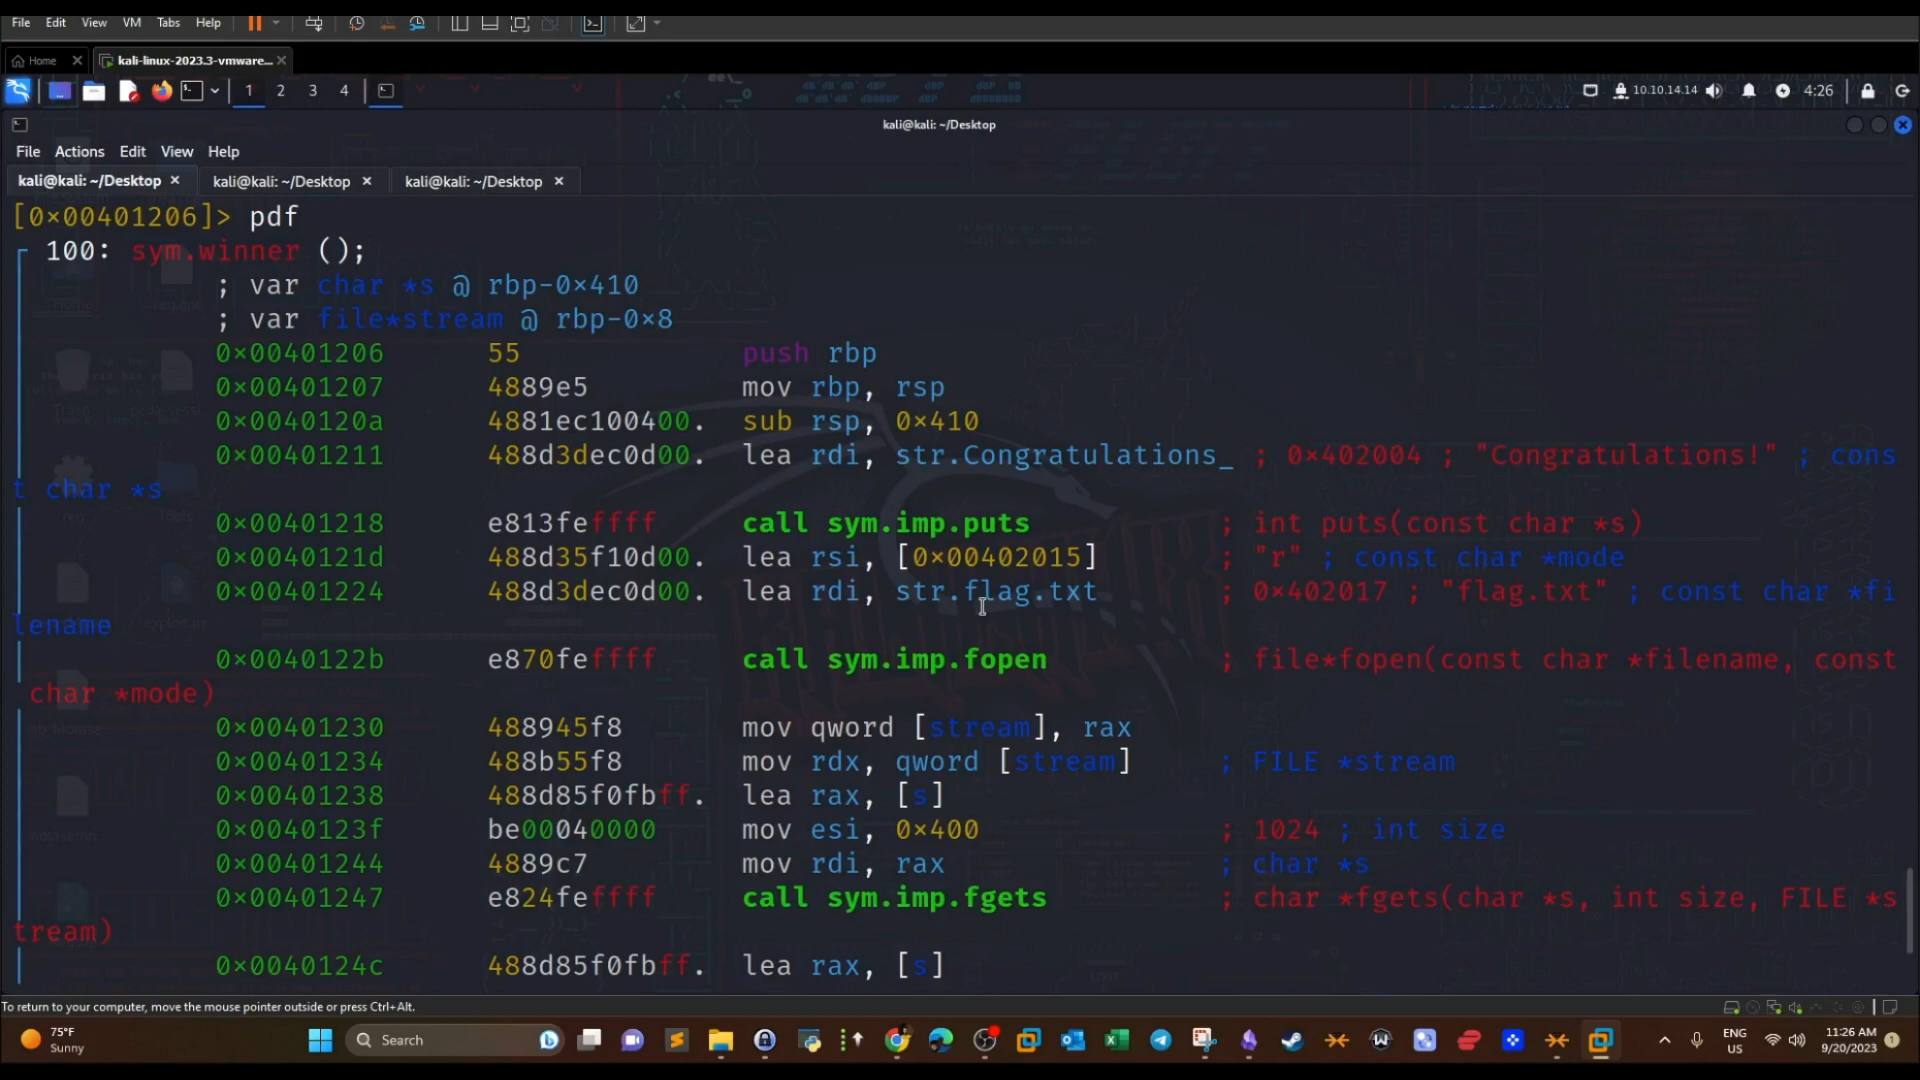 File Edit View VM Tabs Help
Home
kali-linux-2023.3-vmware...
1 2 3 4
10.10.14.14
4:26
kali@kali: ~/Desktop
File Actions Edit View Help
kali@kali: ~/Desktop kali@kali: ~/Desktop kali@kali: ~/Desktop
[0×00401206]> pdf
100: sym.winner ();
; var char *s @ rbp-0×410
; var file*stream @ rbp-0×8
0×00401206 55 push rbp
0×00401207 4889e5 mov rbp, rsp
0×0040120a 4881ec100400. sub rsp, 0×410
0×00401211 488d3dec0d00. lea rdi, str.Congratulations_ ; 0×402004 ; "Congratulations!" ; cons
t char *s
0×00401218 e813feffff call sym.imp.puts ; int puts(const char *s)
0×0040121d 488d35f10d00. lea rsi, [0×00402015] ; "r" ; const char *mode
0×00401224 488d3dec0d00. lea rdi, str.flag.txt ; 0×402017 ; "flag.txt" ; const char *fi
lename
0×0040122b e870feffff call sym.imp.fopen ; file*fopen(const char *filename, const
char *mode)
0×00401230 488945f8 mov qword [stream], rax
0×00401234 488b55f8 mov rdx, qword [stream] ; FILE *stream
0×00401238 488d85f0fbff. lea rax, [s]
0×0040123f be00040000 mov esi, 0×400 ; 1024 ; int size
0×00401244 4889c7 mov rdi, rax ; char *s
0×00401247 e824feffff call sym.imp.fgets ; char *fgets(char *s, int size, FILE *s
tream)
0×0040124c 488d85f0fbff. lea rax, [s]
To return to your computer, move the mouse pointer outside or press Ctrl+Alt.
75°F
Sunny
Search
ENG
US
11:26 AM
9/20/2023
1